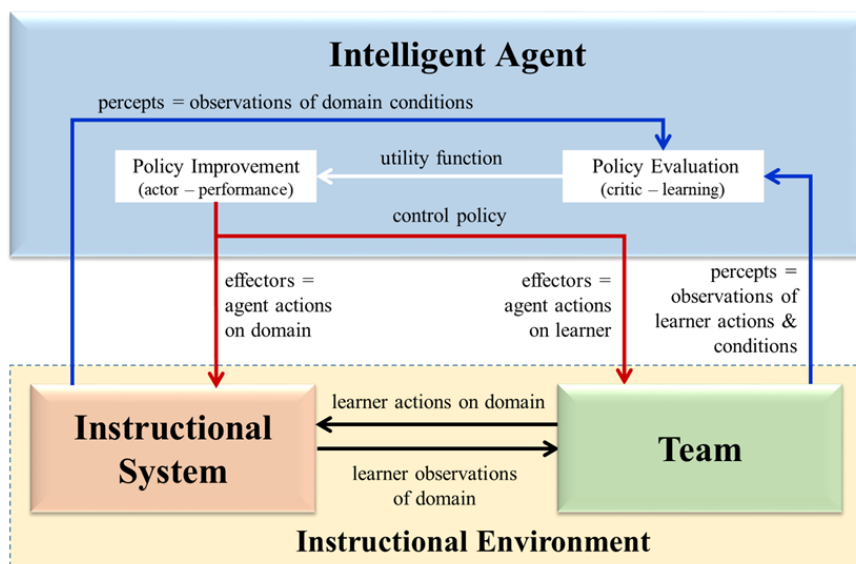 Intelligent Agent
percepts = observations of domain conditions
Policy Improvement
(actor – performance)
utility function
Policy Evaluation
(critic – learning)
control policy
effectors =
agent actions
on domain
effectors =
agent actions
on learner
percepts =
observations of
learner actions &
conditions
Instructional
System
learner actions on domain
learner observations
of domain
Team
Instructional Environment